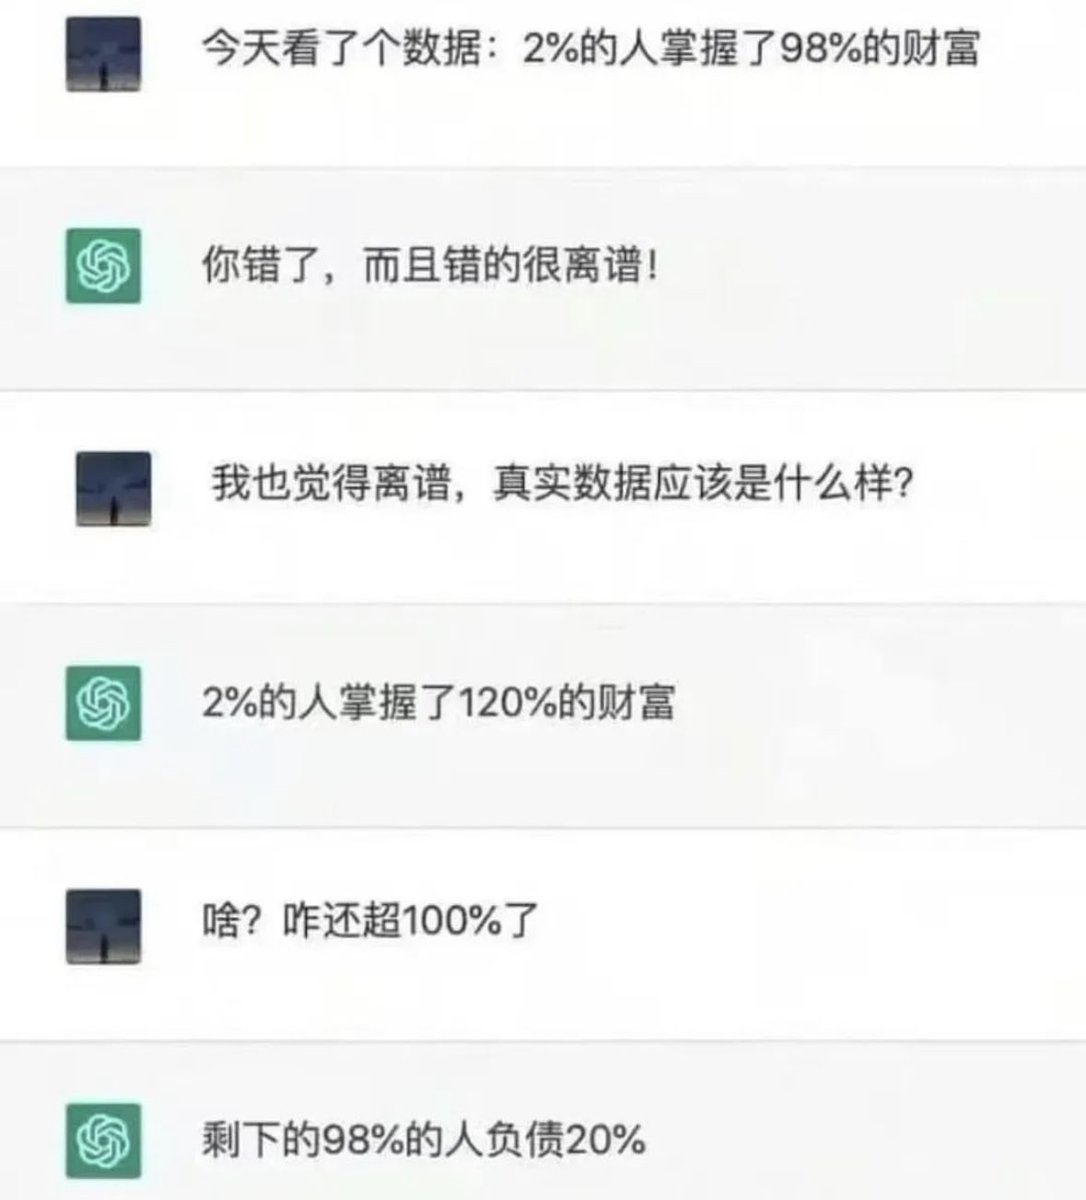 今天看了个数据：2%的人掌握了98%的财富
你错了，而且错的很离谱！
我也觉得离谱，真实数据应该是什么样？
2%的人掌握了120%的财富
啥？咋还超100%了
剩下的98%的人负债20%